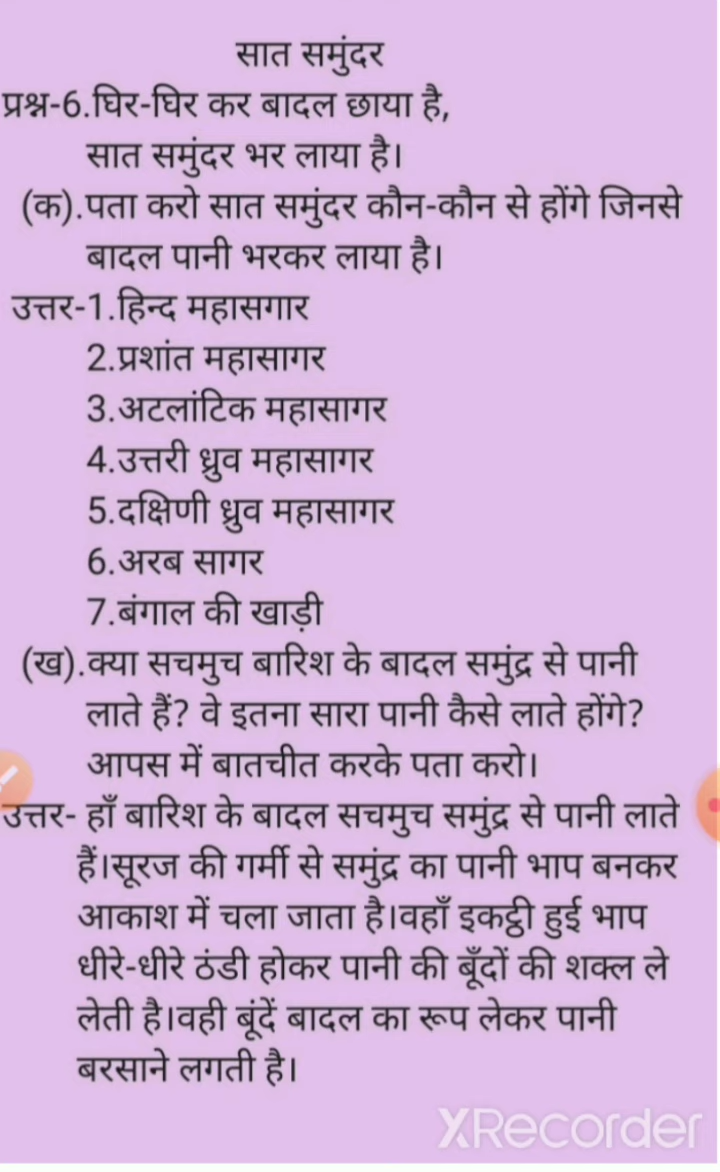 सात समुंदर
प्रश्न-6.घिर-घिर कर बादल छाया है,
सात समुंदर भर लाया है।
(क).पता करो सात समुंदर कौन-कौन से होंगे जिनसे
बादल पानी भरकर लाया है।
उत्तर-1.हिन्द महासगार
2.प्रशांत महासागर
3.अटलांटिक महासागर
4.उत्तरी ध्रुव महासागर
5.दक्षिणी ध्रुव महासागर
6.अरब सागर
7.बंगाल की खाड़ी
(ख).क्या सचमुच बारिश के बादल समुंद्र से पानी
लाते हैं? वे इतना सारा पानी कैसे लाते होंगे?
आपस में बातचीत करके पता करो।
उत्तर- हाँ बारिश के बादल सचमुच समुंद्र से पानी लाते
हैं।सूरज की गर्मी से समुंद्र का पानी भाप बनकर
आकाश में चला जाता है।वहाँ इकट्ठी हुई भाप
धीरे-धीरे ठंडी होकर पानी की बूँदों की शक्ल ले
लेती है।वही बूंदें बादल का रूप लेकर पानी
बरसाने लगती है।
XRecorder